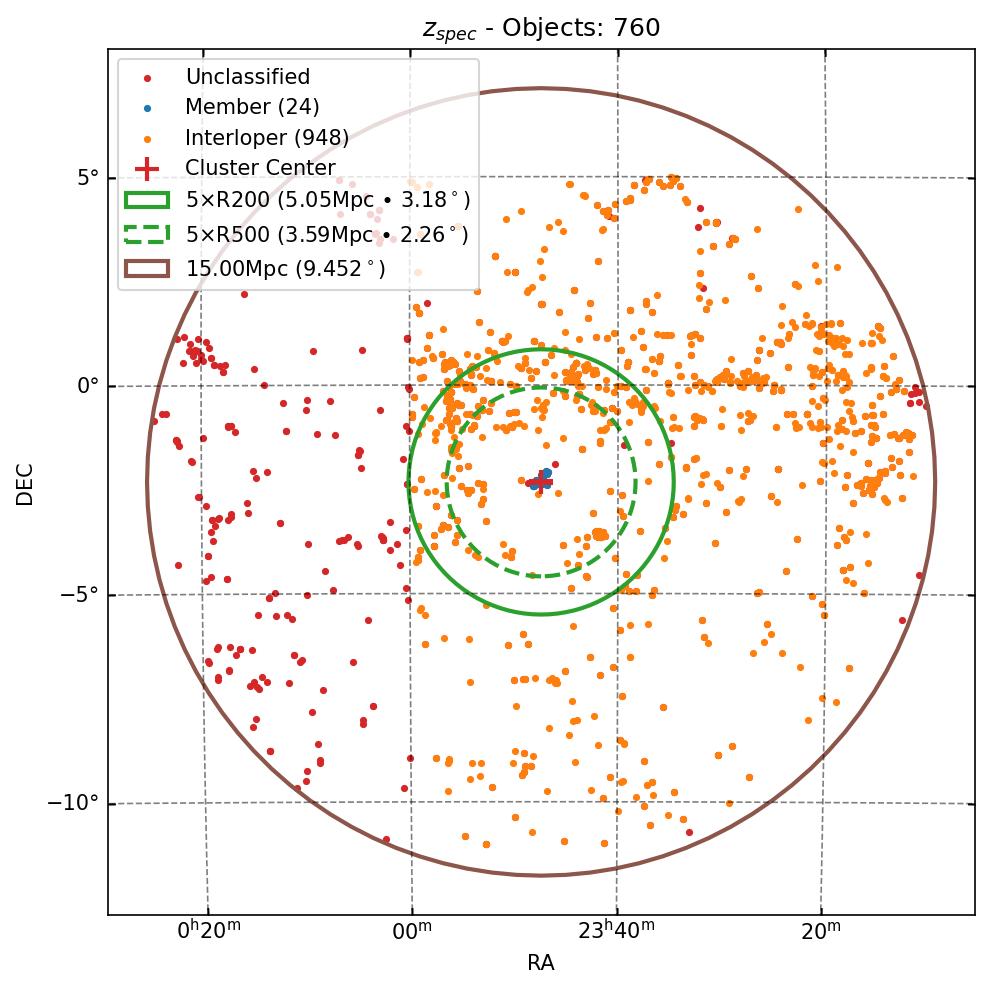 z_spec - Objects: 760
Unclassified
Member (24)
Interloper (948)
Cluster Center
5×R200 (5.05Mpc • 3.18°)
5×R500 (3.59Mpc • 2.26°)
15.00Mpc (9.452°)
5°
0°
−5°
−10°
DEC
0h20m 00m 23h40m 20m
RA